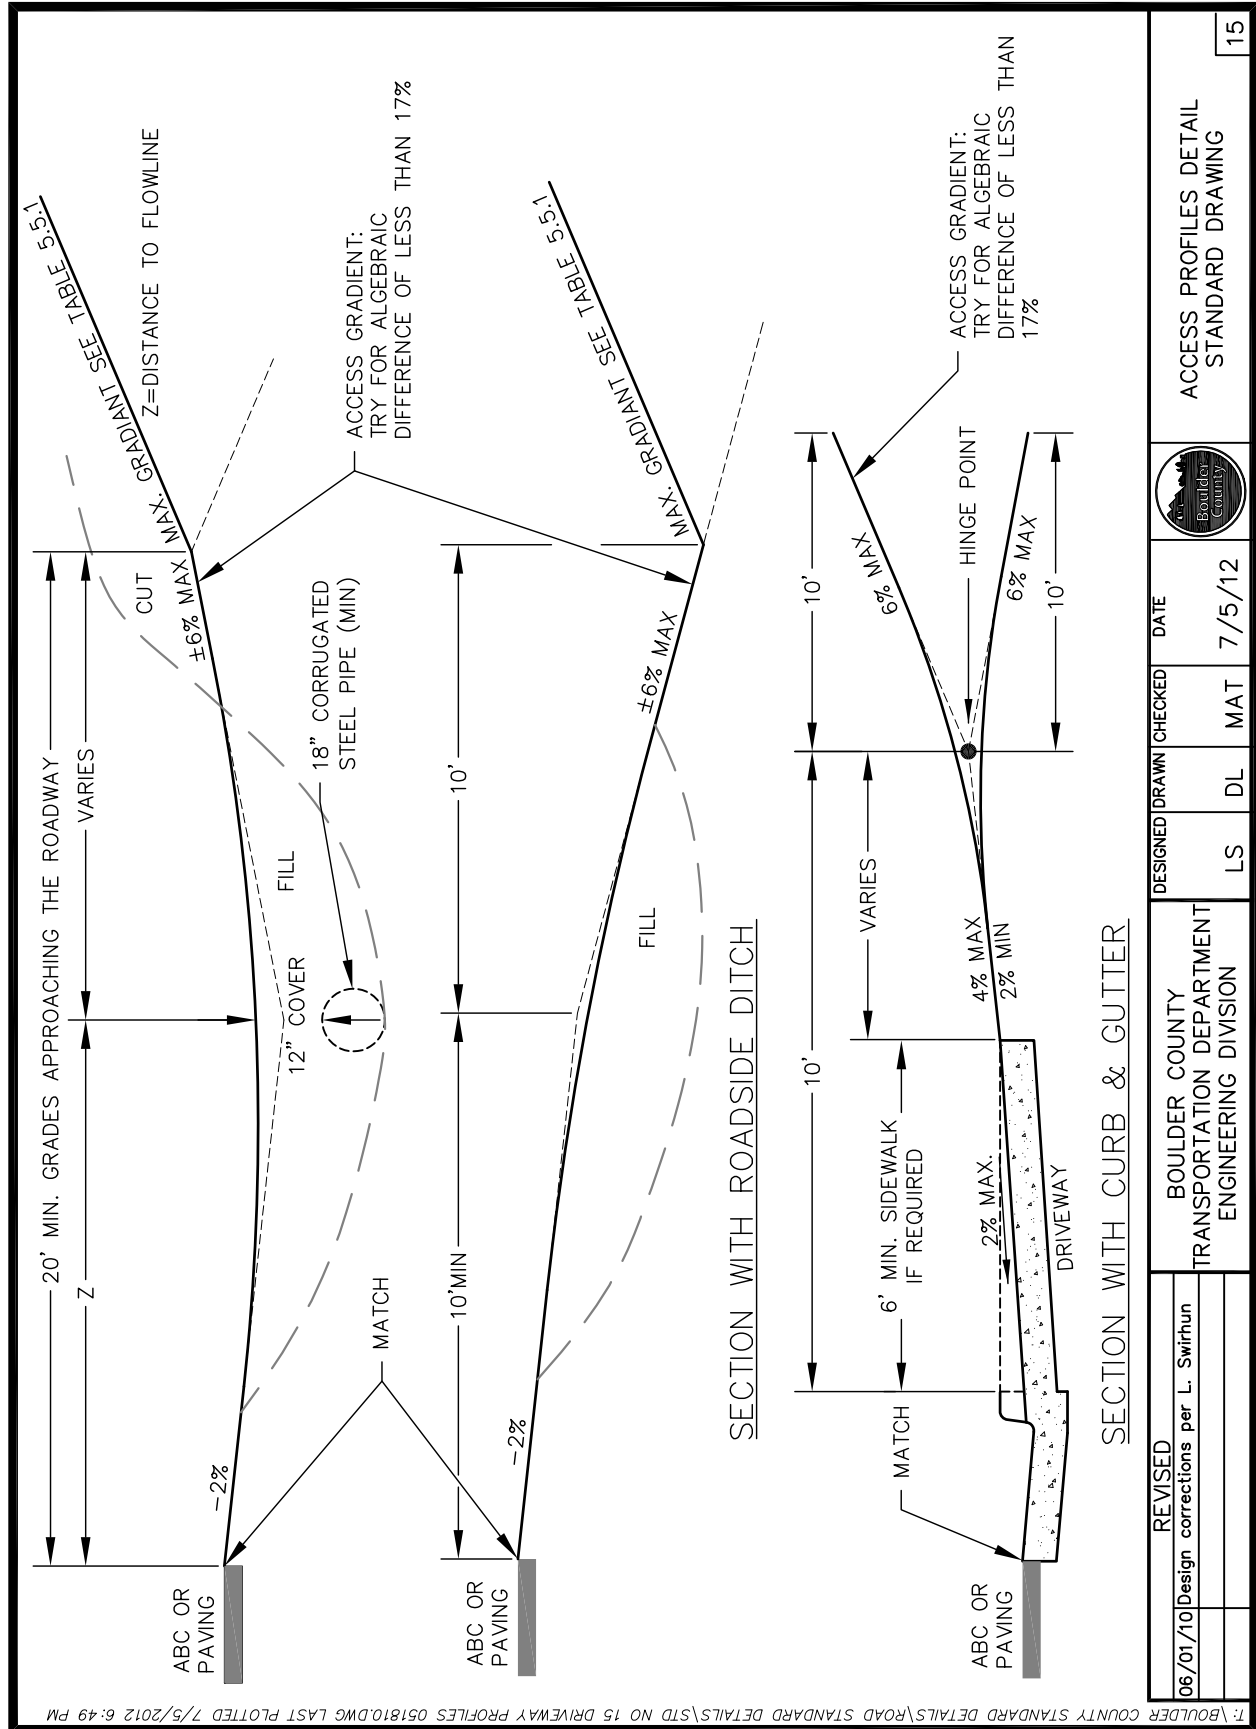 20' MIN. GRADES APPROACHING THE ROADWAY
Z
VARIES
MAX. GRADIANT SEE TABLE 5.5.1
Z=DISTANCE TO FLOWLINE
-2%
±6% MAX
CUT
FILL
12" COVER
18" CORRUGATED
STEEL PIPE (MIN)
ABC OR
PAVING
MATCH
ACCESS GRADIENT:
TRY FOR ALGEBRAIC
DIFFERENCE OF LESS THAN 17%
10'MIN
10'
MAX. GRADIANT SEE TABLE 5.5.1
-2%
±6% MAX
FILL
ABC OR
PAVING
SECTION WITH ROADSIDE DITCH
10'
10'
VARIES
6' MIN. SIDEWALK
IF REQUIRED
MATCH
2% MAX.
4% MAX
2% MIN
6% MAX
6% MAX
HINGE POINT
10'
ACCESS GRADIENT:
TRY FOR ALGEBRAIC
DIFFERENCE OF LESS THAN
17%
ABC OR
PAVING
DRIVEWAY
SECTION WITH CURB & GUTTER
REVISED
06/01/10 Design corrections per L. Swirhun
BOULDER COUNTY
TRANSPORTATION DEPARTMENT
ENGINEERING DIVISION
DESIGNED DRAWN CHECKED DATE
LS DL MAT 7/5/12
Boulder
County
ACCESS PROFILES DETAIL
STANDARD DRAWING
15
T:\BOULDER COUNTY STANDARD DETAILS\ROAD\STANDARD DETAILS\STD NO 15 DRIVEWAY PROFILES 051810.DWG LAST PLOTTED 7/5/2012 6:49 PM